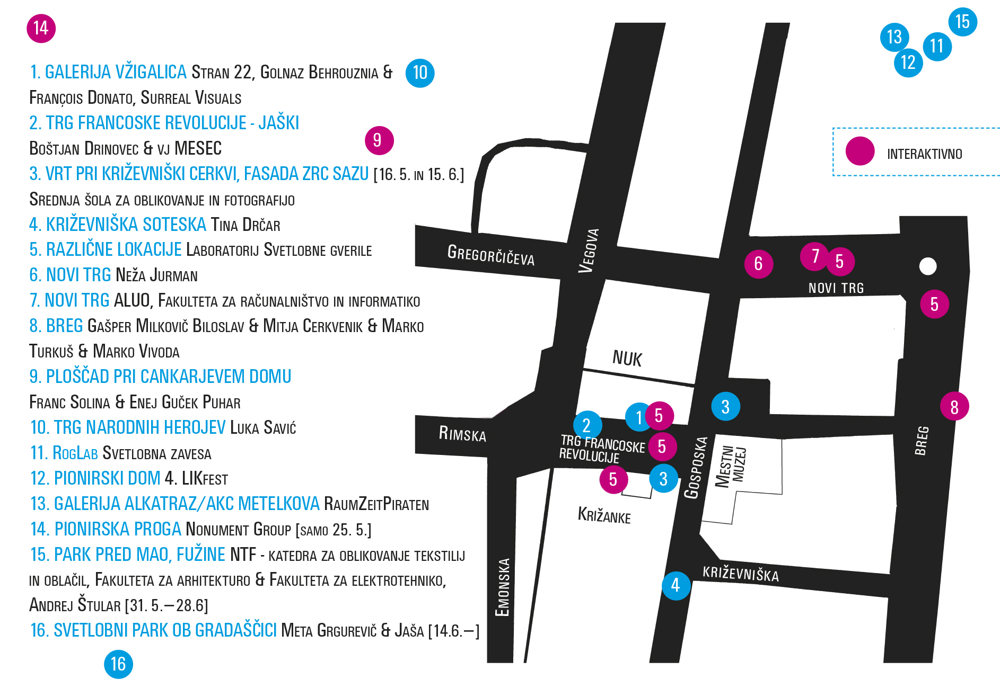 14
1. GALERIJA VŽIGALICA Stran 22, Golnaz Behrouznia &
François Donato, Surreal Visuals
2. TRG FRANCOSKE REVOLUCIJE - JAŠKI
Boštjan Drinovec & vj MESEC
3. VRT PRI KRIŽEVNIŠKI CERKVI, FASADA ZRC SAZU [16. 5. in 15. 6.]
Srednja šola za oblikovanje in fotografijo
4. KRIŽEVNIŠKA SOTESKA Tina Drčar
5. RAZLIČNE LOKACIJE Laboratorij Svetlobne gverile
6. NOVI TRG Neža Jurman
7. NOVI TRG ALUO, Fakulteta za računalništvo in informatiko
8. BREG Gašper Milkovič Biloslav & Mitja Cerkvenik & Marko
Turkuš & Marko Vivoda
9. PLOŠČAD PRI CANKARJEVEM DOMU
Franc Solina & Enej Guček Puhar
10. TRG NARODNIH HEROJEV Luka Savić
11. RogLab Svetlobna zavesa
12. PIONIRSKI DOM 4. LIKfest
13. GALERIJA ALKATRAZ/AKC METELKOVA RaumZeitPiraten
14. PIONIRSKA PROGA Nonument Group [samo 25. 5.]
15. PARK PRED MAO, FUŽINE NTF - katedra za oblikovanje tekstilij
in oblačil, Fakulteta za arhitekturo & Fakulteta za elektrotehniko,
Andrej Štular [31. 5.–28.6]
16. SVETLOBNI PARK OB GRADAŠČICI Meta Grgurevič & Jaša [14.6.–]
16
10
9
13
15
11
12
INTERAKTIVNO
Gregorčičeva
Vegova
6
7
5
NOVI TRG
5
NUK
3
8
1
5
2
Rimska
TRG FRANCOSKE
REVOLUCIJE
5
Gosposka
Mestni
muzej
BREG
5
3
Križanke
Emonska
4
križevniška